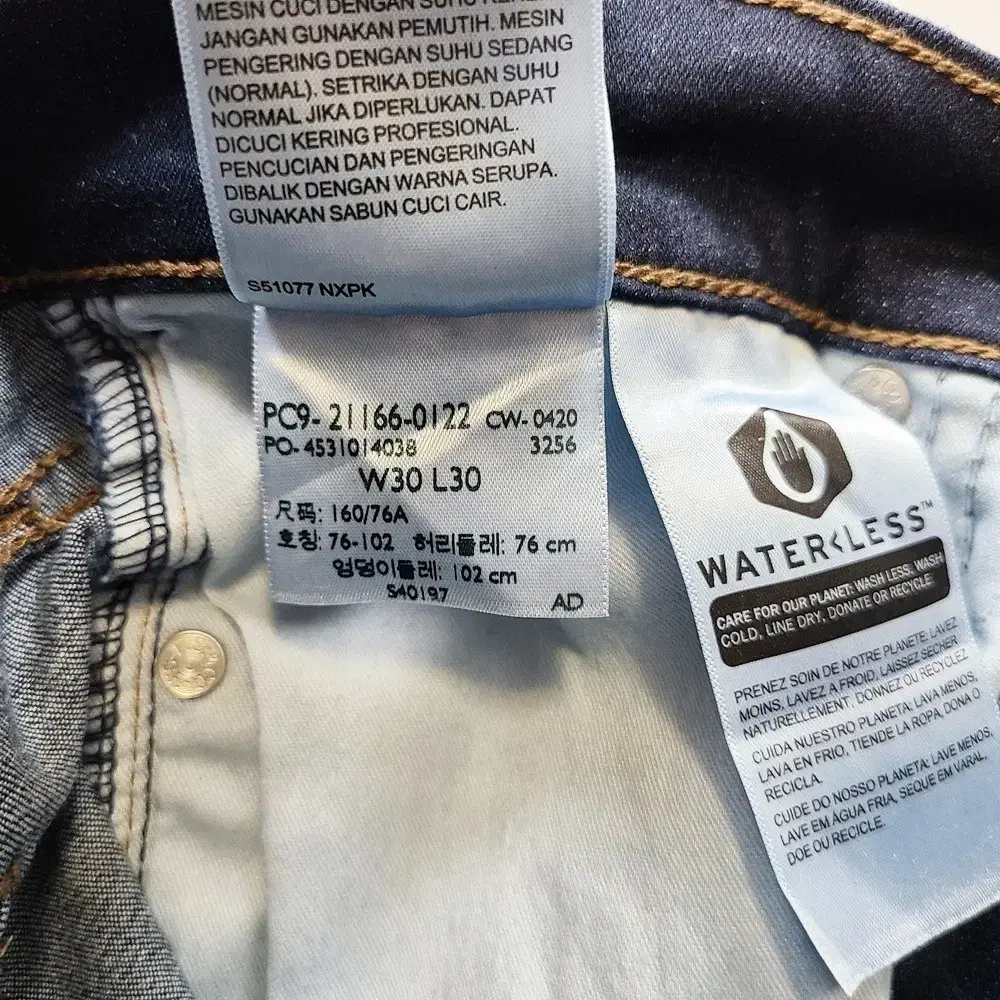 MESIN CUCI DENGAN SUHU
JANGAN GUNAKAN PEMUTIH. MESIN
PENGERING DENGAN SUHU SEDANG
(NORMAL). SETRIKA DENGAN SUHU
NORMAL JIKA DIPERLUKAN. DAPAT
DICUCI KERING PROFESIONAL.
PENCUCIAN DAN PENGERINGAN
DIBALIK DENGAN WARNA SERUPA.
GUNAKAN SABUN CUCI CAIR.
S51077 NXPK
PC9-21166-0122 CW-0420
PO-4531014038 3256
W30 L30
尺码: 160/76A
호칭: 76-102 허리둘레: 76 cm
엉덩이둘레: 102 cm
S40197
AD
WATER<LESS™
CARE FOR OUR PLANET: WASH LESS, WASH
COLD, LINE DRY, DONATE OR RECYCLE
PRENEZ SOIN DE NOTRE PLANETE: LAVEZ
MOINS, LAVEZ A FROID, LAISSEZ SECHER
NATURELLEMENT, DONNEZ OU RECYCLEZ
CUIDA NUESTRO PLANETA: LAVA MENOS,
LAVA EN FRIO, TIENDE LA ROPA, DONA O
RECICLA.
CUIDE DO NOSSO PLANETA: LAVE MENOS,
LAVE EM ÁGUA FRIA, SEQUE EM VARAL,
DOE OU RECICLE.